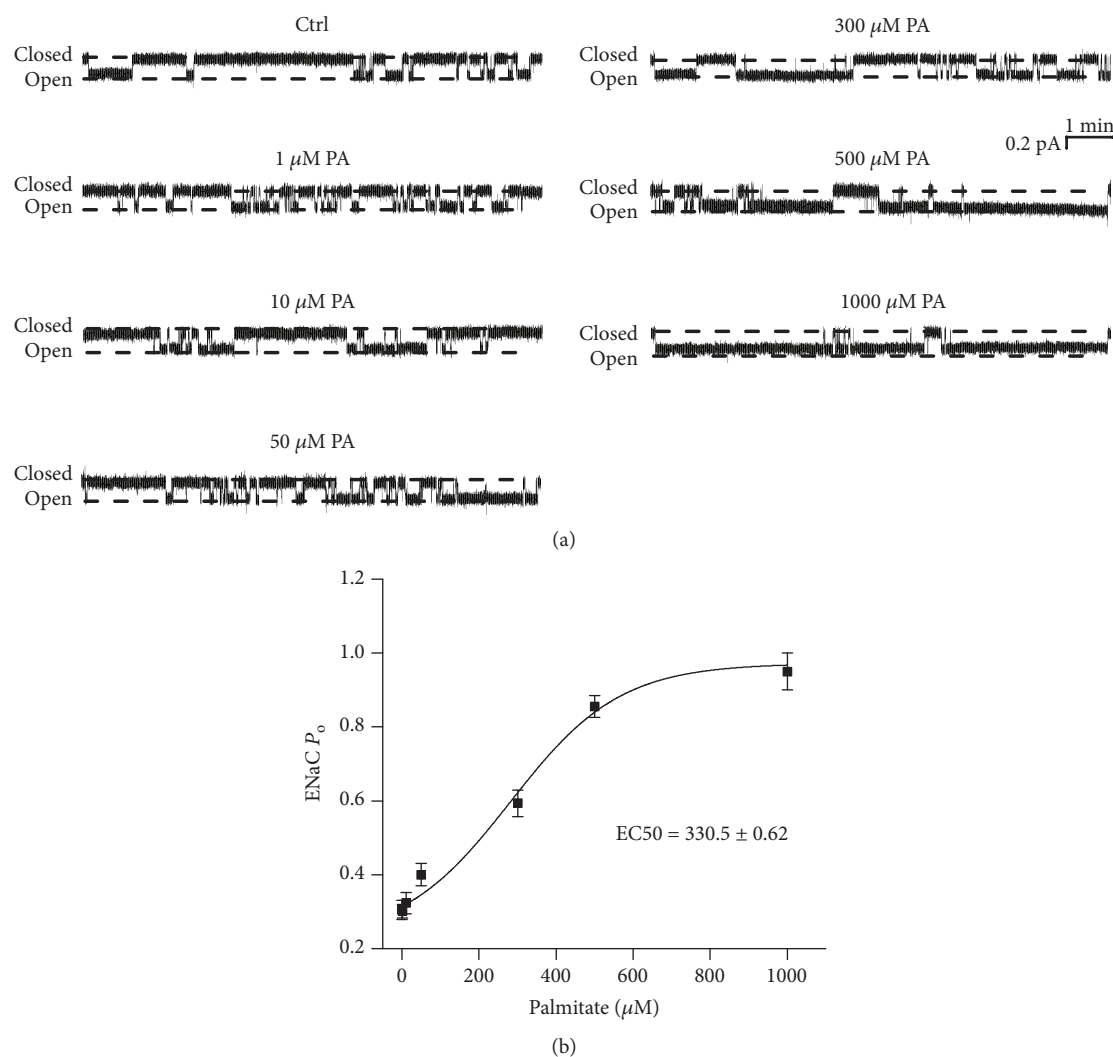 Ctrl
Closed
Open
1 μM PA
Closed
Open
10 μM PA
Closed
Open
50 μM PA
Closed
Open
300 μM PA
Closed
Open
1 min
0.2 pA
500 μM PA
Closed
Open
1000 μM PA
Closed
Open
(a)
1.2
1.0
0.8
0.6
0.4
0.2
ENaC Po
EC50 = 330.5 ± 0.62
0 200 400 600 800 1000
Palmitate (μM)
(b)